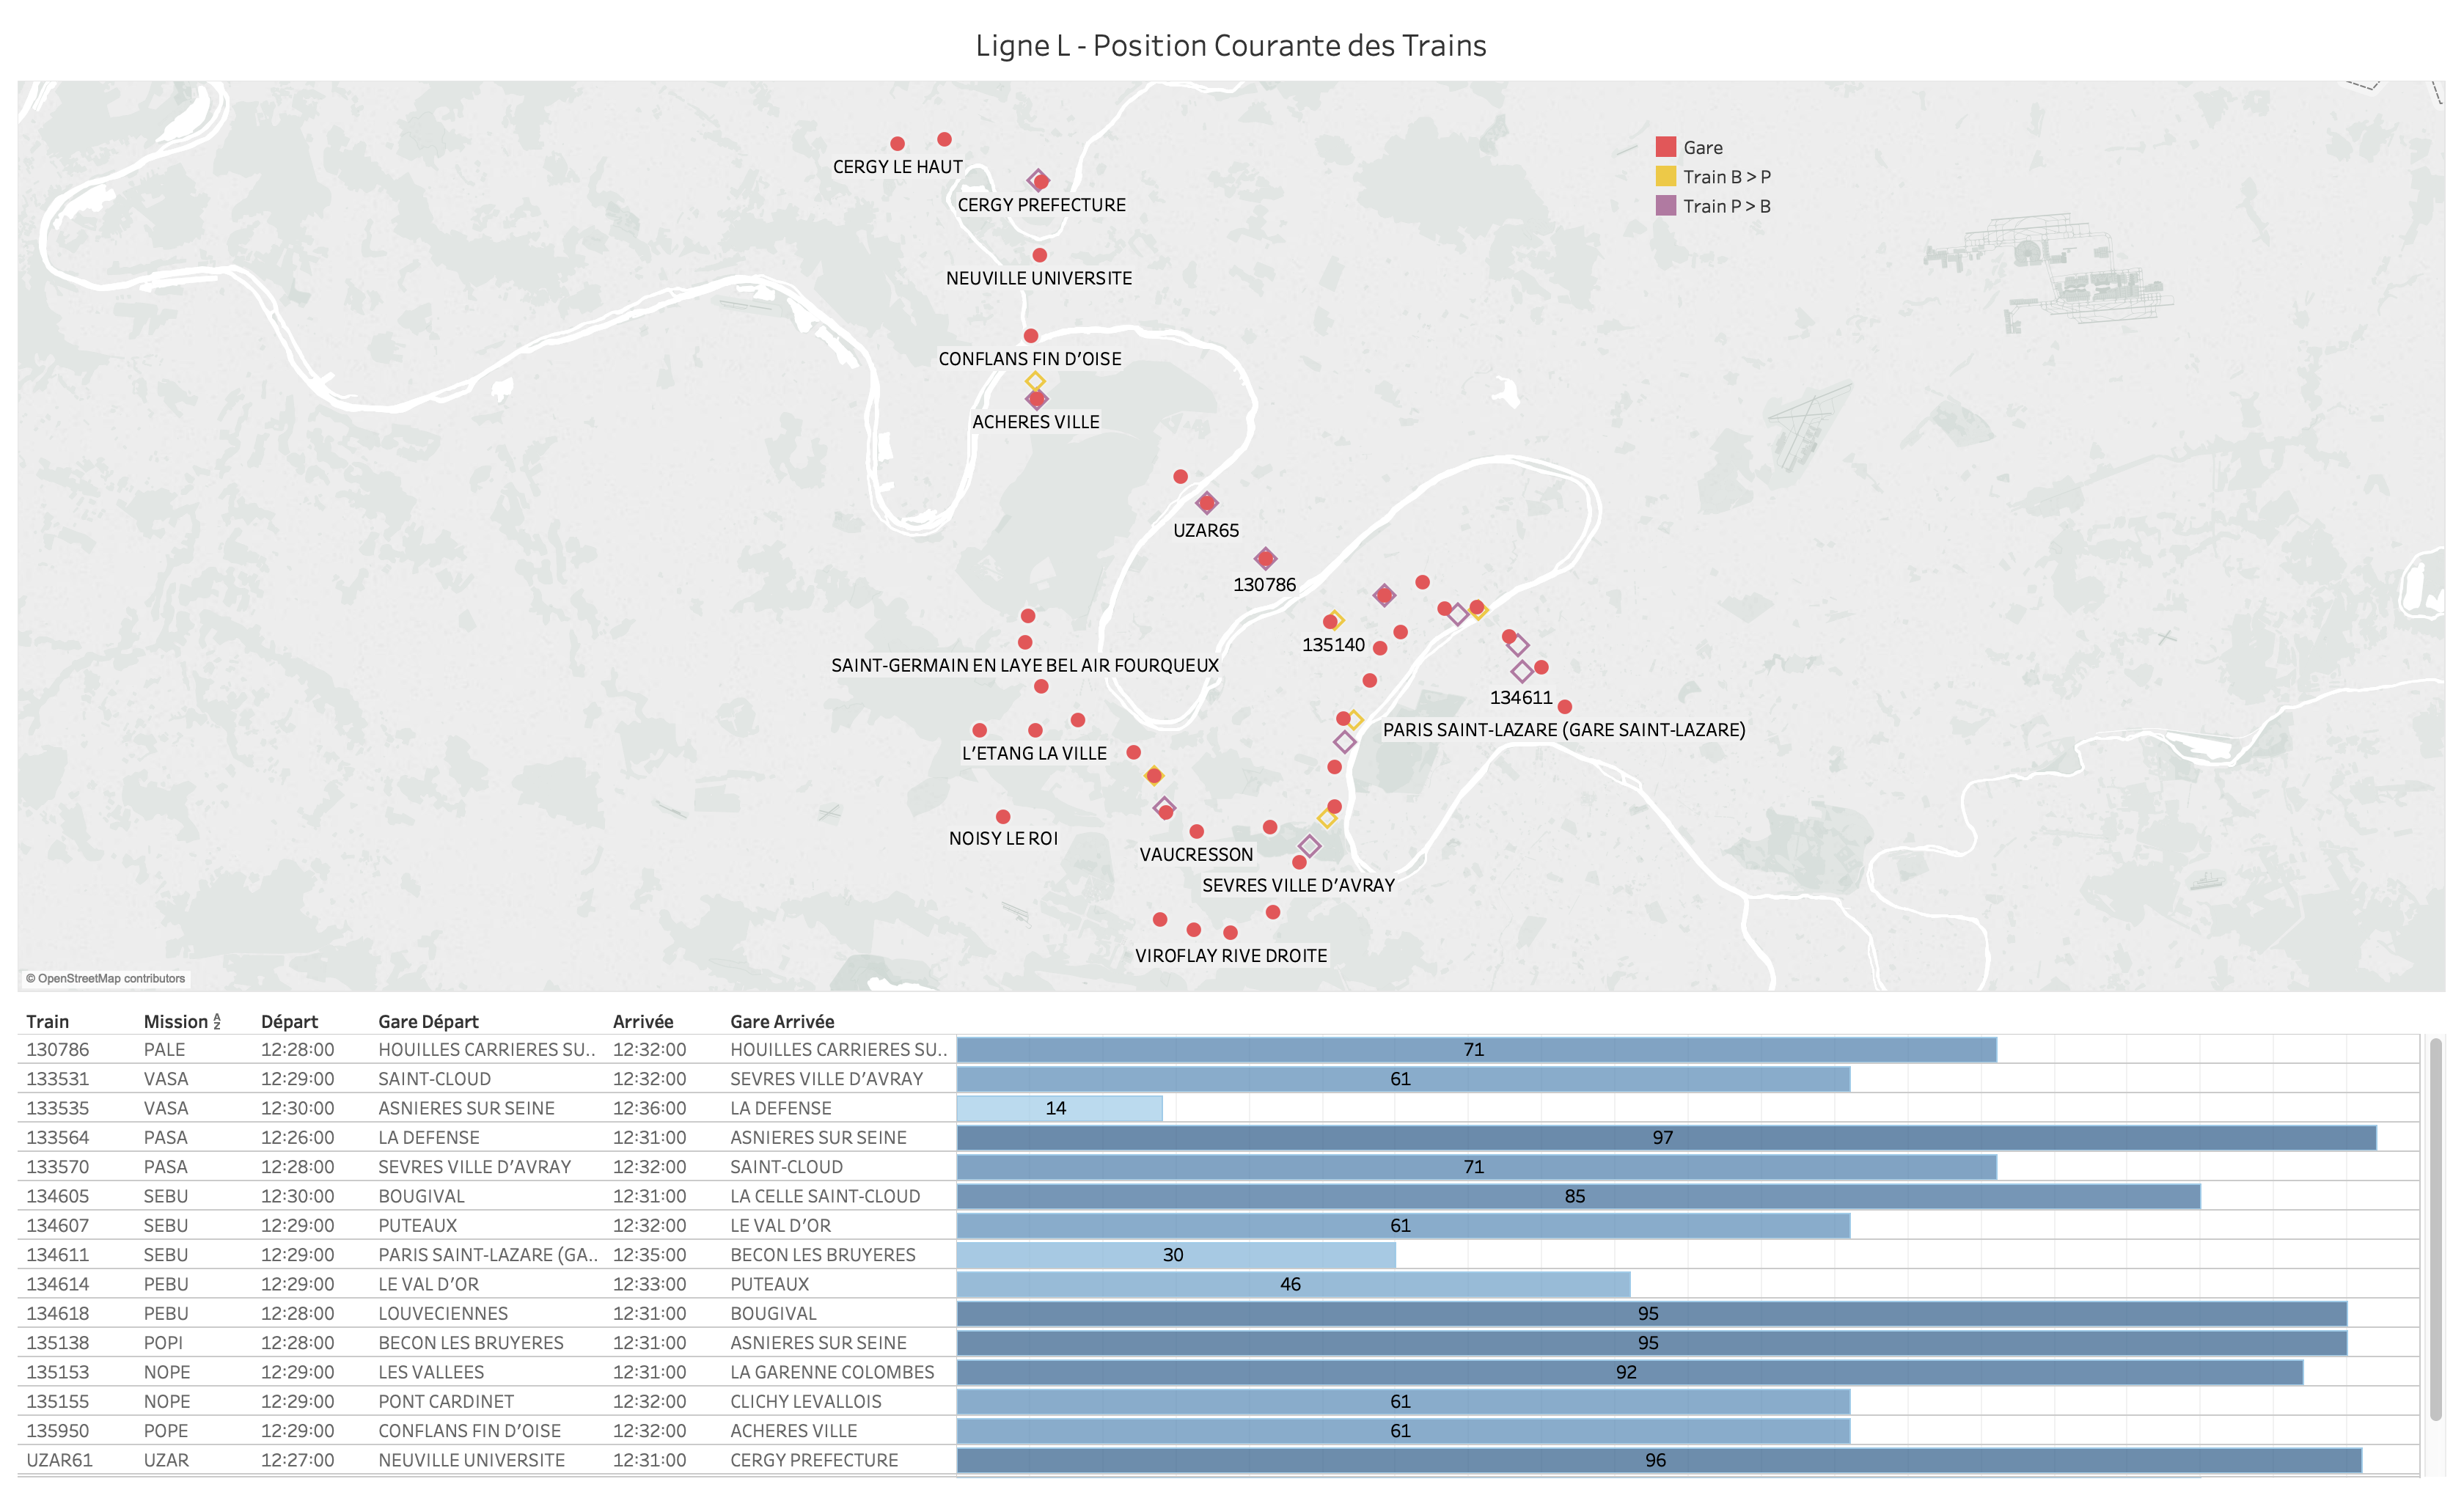 Ligne L - Position Courante des Trains
CERGY LE HAUT
CERGY PREFECTURE
NEUVILLE UNIVERSITE
CONFLANS FIN D'OISE
ACHERES VILLE
Gare
Train B > P
Train P > B
UZAR65
130786
135140
SAINT-GERMAIN EN LAYE BEL AIR FOURQUEUX
134611
PARIS SAINT-LAZARE (GARE SAINT-LAZARE)
L'ETANG LA VILLE
NOISY LE ROI
VAUCRESSON
SEVRES VILLE D'AVRAY
VIROFLAY RIVE DROITE
© OpenStreetMap contributors
Train Mission Départ Gare Départ Arrivée Gare Arrivée
130786 PALE 12:28:00 HOUILLES CARRIERES SU.. 12:32:00 HOUILLES CARRIERES SU.. 71
133531 VASA 12:29:00 SAINT-CLOUD 12:32:00 SEVRES VILLE D'AVRAY 61
133535 VASA 12:30:00 ASNIERES SUR SEINE 12:36:00 LA DEFENSE 14
133564 PASA 12:26:00 LA DEFENSE 12:31:00 ASNIERES SUR SEINE 97
133570 PASA 12:28:00 SEVRES VILLE D'AVRAY 12:32:00 SAINT-CLOUD 71
134605 SEBU 12:30:00 BOUGIVAL 12:31:00 LA CELLE SAINT-CLOUD 85
134607 SEBU 12:29:00 PUTEAUX 12:32:00 LE VAL D'OR 61
134611 SEBU 12:29:00 PARIS SAINT-LAZARE (GA.. 12:35:00 BECON LES BRUYERES 30
134614 PEBU 12:29:00 LE VAL D'OR 12:33:00 PUTEAUX 46
134618 PEBU 12:28:00 LOUVECIENNES 12:31:00 BOUGIVAL 95
135138 POPI 12:28:00 BECON LES BRUYERES 12:31:00 ASNIERES SUR SEINE 95
135153 NOPE 12:29:00 LES VALLEES 12:31:00 LA GARENNE COLOMBES 92
135155 NOPE 12:29:00 PONT CARDINET 12:32:00 CLICHY LEVALLOIS 61
135950 POPE 12:29:00 CONFLANS FIN D'OISE 12:32:00 ACHERES VILLE 61
UZAR61 UZAR 12:27:00 NEUVILLE UNIVERSITE 12:31:00 CERGY PREFECTURE 96